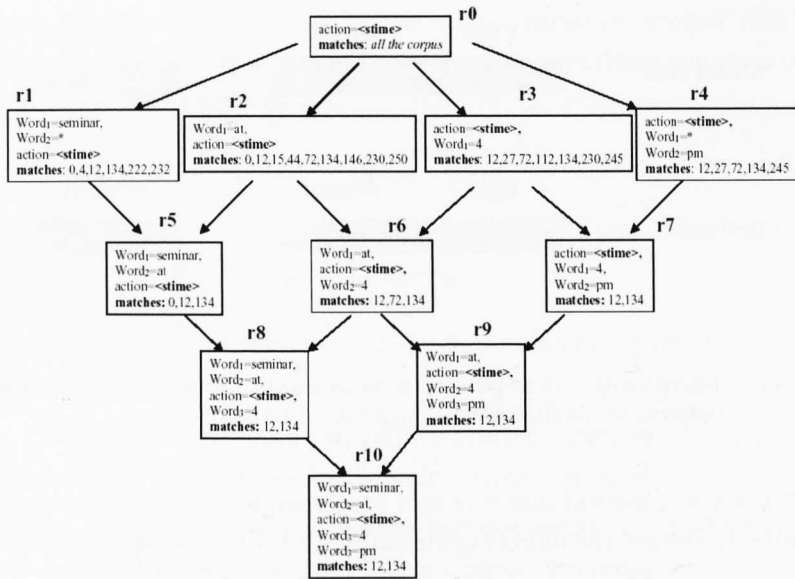 r0
action=<stime>
matches: all the corpus
r1
Word1=seminar,
Word2=*
action=<stime>
matches: 0,4,12,134,222,232
r2
Word1=at,
action=<stime>
matches: 0,12,15,44,72,134,146,230,250
r3
action=<stime>,
Word1=4
matches: 12,27,72,112,134,230,245
r4
action=<stime>,
Word1=*
Word2=pm
matches: 12,27,72,134,245
r5
Word1=seminar,
Word2=at
action=<stime>
matches: 0,12,134
r6
Word1=at,
action=<stime>,
Word2=4
matches: 12,72,134
r7
action=<stime>,
Word1=4,
Word2=pm
matches: 12,134
r8
Word1=seminar,
Word2=at,
action=<stime>,
Word3=4
matches: 12,134
r9
Word1=at,
action=<stime>,
Word2=4
Word3=pm
matches: 12,134
r10
Word1=seminar,
Word2=at,
action=<stime>,
Word3=4
Word3=pm
matches: 12,134